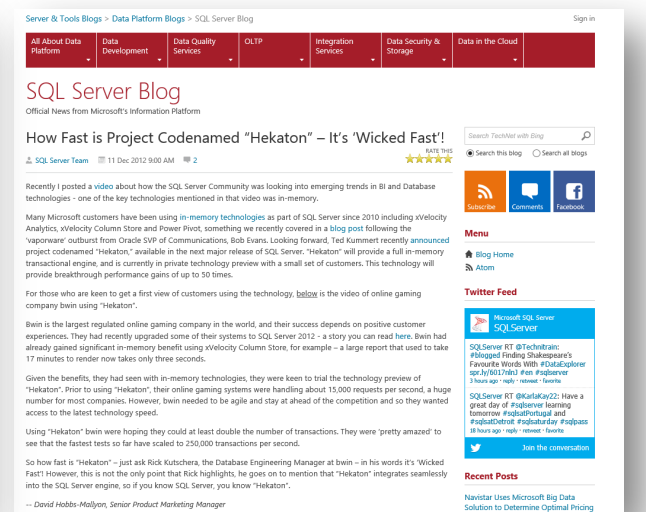 Server & Tools Blogs > Data Platform Blogs > SQL Server Blog
Sign in
All About Data Platform
Data Development
Data Quality Services
OLTP
Integration Services
Data Security & Storage
Data in the Cloud
SQL Server Blog
Official News from Microsoft's Information Platform
How Fast is Project Codenamed “Hekaton” – It’s ‘Wicked Fast’!
RATE THIS
SQL Server Team 11 Dec 2012 9:00 AM 2
Recently I posted a video about how the SQL Server Community was looking into emerging trends in BI and Database
technologies - one of the key technologies mentioned in that video was in-memory.
Many Microsoft customers have been using in-memory technologies as part of SQL Server since 2010 including xVelocity
Analytics, xVelocity Column Store and Power Pivot, something we recently covered in a blog post following the
'vaporware' outburst from Oracle SVP of Communications, Bob Evans. Looking forward, Ted Kummert recently announced
project codenamed “Hekaton,” available in the next major release of SQL Server. “Hekaton” will provide a full in-memory
transactional engine, and is currently in private technology preview with a small set of customers. This technology will
provide breakthrough performance gains of up to 50 times.
For those who are keen to get a first view of customers using the technology, below is the video of online gaming
company bwin using “Hekaton”.
Bwin is the largest regulated online gaming company in the world, and their success depends on positive customer
experiences. They had recently upgraded some of their systems to SQL Server 2012 - a story you can read here. Bwin had
already gained significant in-memory benefit using xVelocity Column Store, for example – a large report that used to take
17 minutes to render now takes only three seconds.
Given the benefits, they had seen with in-memory technologies, they were keen to trial the technology preview of
“Hekaton”. Prior to using “Hekaton”, their online gaming systems were handling about 15,000 requests per second, a huge
number for most companies. However, bwin needed to be agile and stay at ahead of the competition and so they wanted
access to the latest technology speed.
Using “Hekaton” bwin were hoping they could at least double the number of transactions. They were ‘pretty amazed’ to
see that the fastest tests so far have scaled to 250,000 transactions per second.
So how fast is “Hekaton” – just ask Rick Kutschera, the Database Engineering Manager at bwin – in his words it’s ‘Wicked
Fast’! However, this is not the only point that Rick highlights, he goes on to mention that “Hekaton” integrates seamlessly
into the SQL Server engine, so if you know SQL Server, you know “Hekaton”.
-- David Hobbs-Mallyon, Senior Product Marketing Manager
Search TechNet with Bing
Search this blog Search all blogs
Subscribe
Comments
Facebook
Menu
Blog Home
Atom
Twitter Feed
Microsoft SQL Server
SQLServer
SQLServer RT @Technitrain:
#blogged Finding Shakespeare's
Favourite Words With #DataExplorer
spr.ly/6017nlnJ #en #sqlserver
3 hours ago · reply · retweet · favorite
SQLServer RT @KarlaKay22: Have a
great day of #sqlserver learning
tomorrow #sqlsatPortugal and
#sqlsatDetroit #sqlsaturday #sqlpass
18 hours ago · reply · retweet · favorite
Join the conversation
Recent Posts
Navistar Uses Microsoft Big Data
Solution to Determine Optimal Pricing